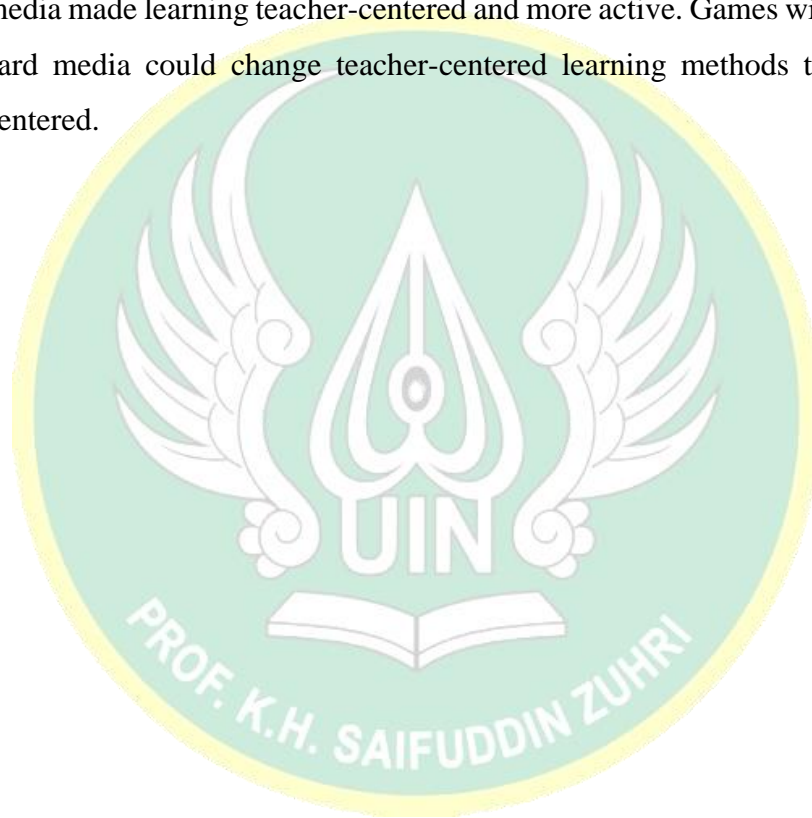 media made learning teacher-centered and more active. Games wi
ard media could change teacher-centered learning methods t
entered.
UIN
PROF. K.H. SAIFUDDIN ZUHRI